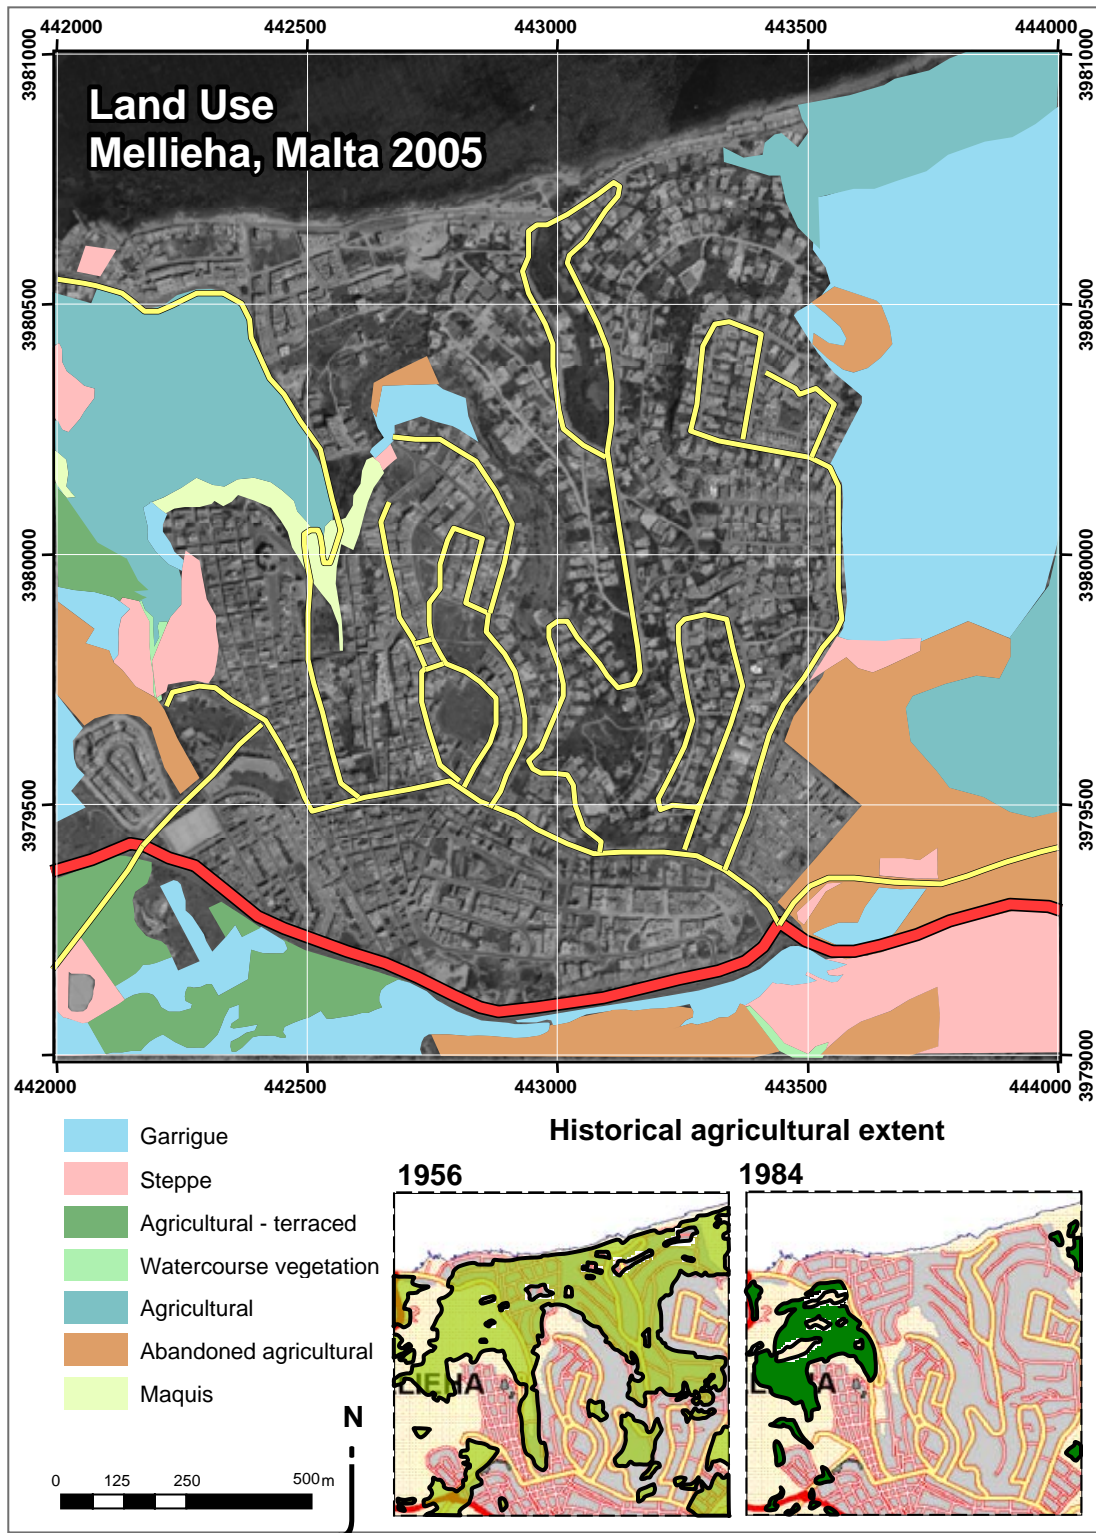 442000 442500 443000 443500 444000
3981000 3981000
Land Use
Mellieha, Malta 2005
3980500 3980500
3980000 3980000
3979500 3979500
3979000
442000 442500 443000 443500 444000
Garrigue
Steppe
Agricultural - terraced
Watercourse vegetation
Agricultural
Abandoned agricultural
Maquis
Historical agricultural extent
1956 1984
N
0 125 250 500m